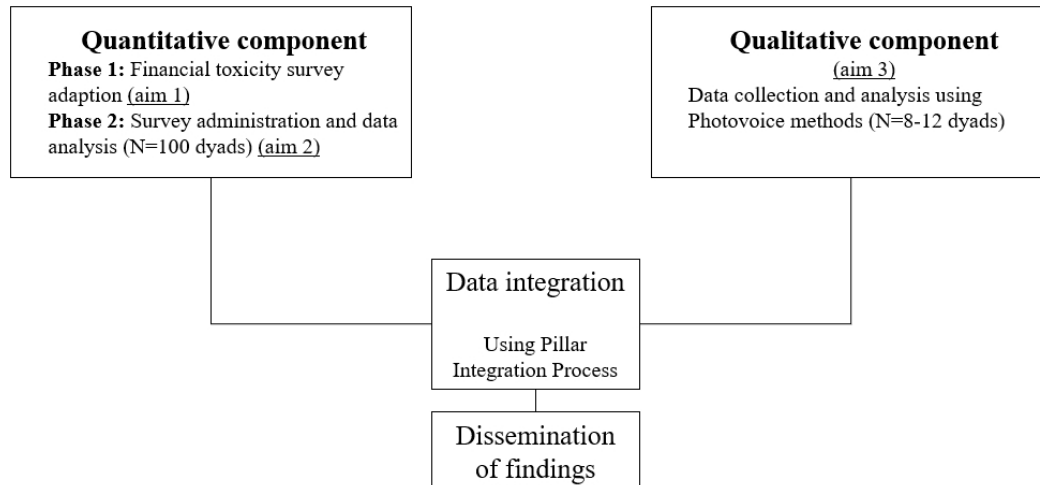 Quantitative component
Phase 1: Financial toxicity survey
adaption (aim 1)
Phase 2: Survey administration and data
analysis (N=100 dyads) (aim 2)
Qualitative component
(aim 3)
Data collection and analysis using
Photovoice methods (N=8-12 dyads)
Data integration
Using Pillar
Integration Process
Dissemination
of findings